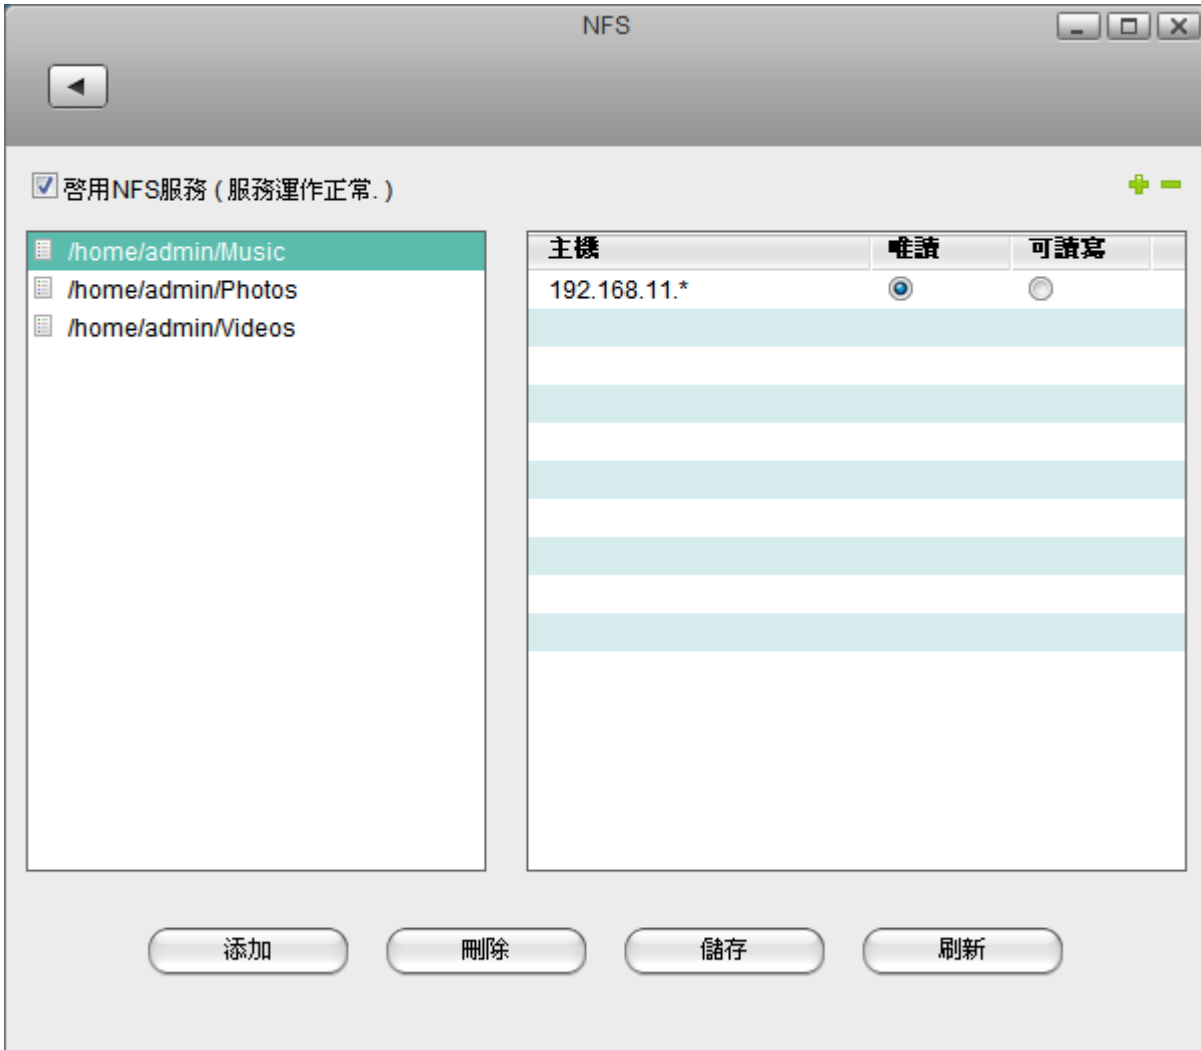 NFS
啓用NFS服務 ( 服務運作正常. )
/home/admin/Music
/home/admin/Photos
/home/admin/Videos
主機 唯讀 可讀寫
192.168.11.*
添加 刪除 儲存 刷新